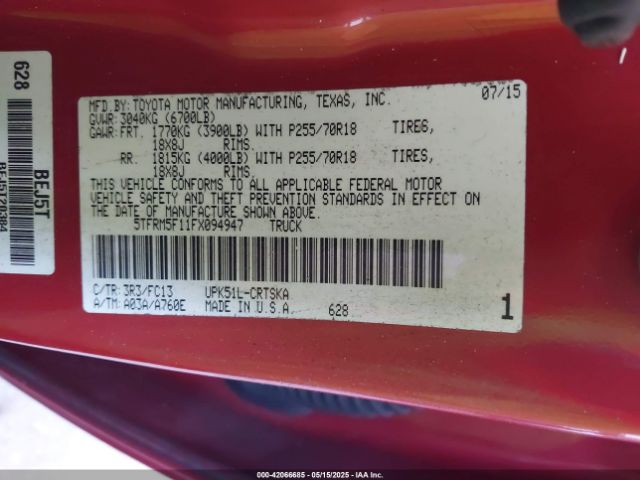 628
BEJ5T
BEJ5T128384
MFD.BY:TOYOTA MOTOR MANUFACTURING, TEXAS, INC. 07/15
GVWR:3040KG (6700LB)
GAWR:FRT. 1770KG (3900LB) WITH P255/70R18 TIRES,
18X8J RIMS.
RR. 1815KG (4000LB) WITH P255/70R18 TIRES,
18X8J RIMS.
THIS VEHICLE CONFORMS TO ALL APPLICABLE FEDERAL MOTOR
VEHICLE SAFETY AND THEFT PREVENTION STANDARDS IN EFFECT ON
THE DATE OF MANUFACTURE SHOWN ABOVE.
5TFRM5F11FX094947 TRUCK
C/TR:3R3/FC13 UPK51L-CRTSKA
A/TM:A03A/A760E MADE IN U.S.A. 628
1
000-42066685 - 05/15/2025 - IAA Inc.